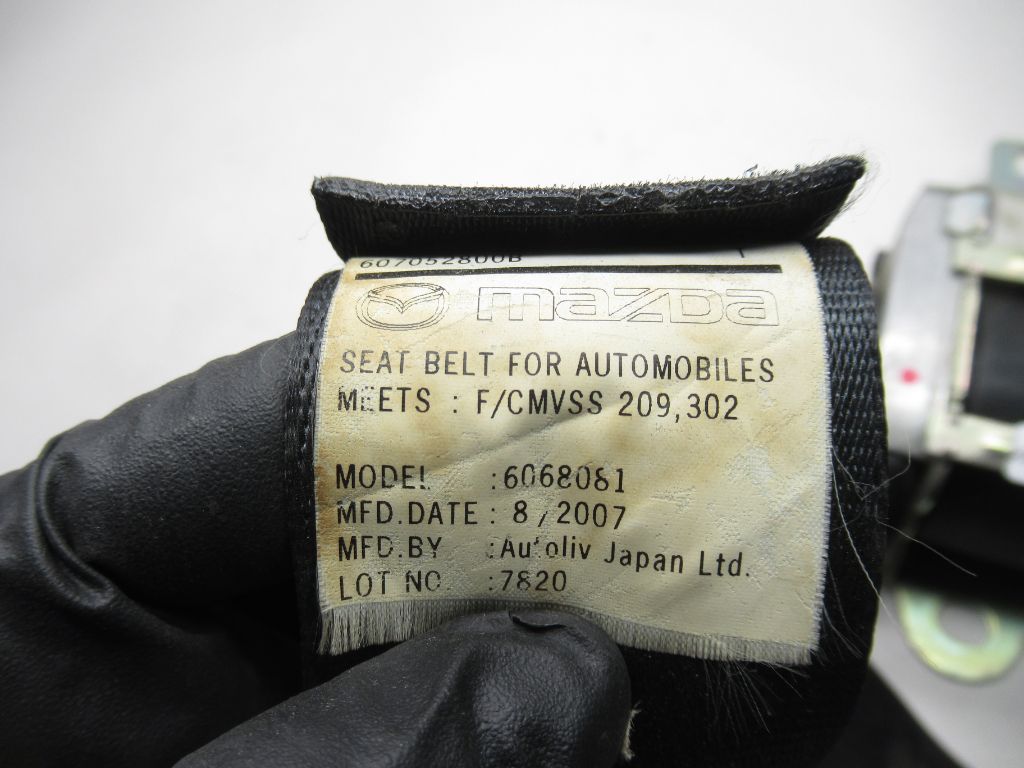 607052800B
mazda
SEAT BELT FOR AUTOMOBILES
MEETS : F/CMVSS 209,302
MODEL :6068081
MFD.DATE : 8/2007
MFD.BY :Autoliv Japan Ltd.
LOT NO :7820